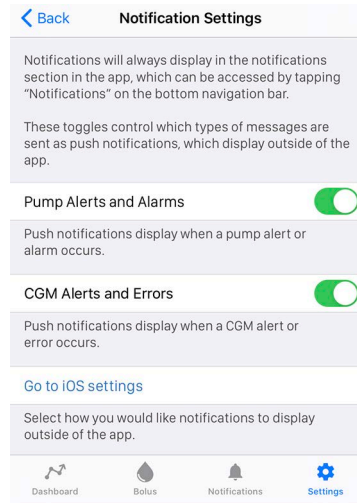 Back
Notification Settings
Notifications will always display in the notifications
section in the app, which can be accessed by tapping
“Notifications” on the bottom navigation bar.
These toggles control which types of messages are
sent as push notifications, which display outside of the
app.
Pump Alerts and Alarms
Push notifications display when a pump alert or
alarm occurs.
CGM Alerts and Errors
Push notifications display when a CGM alert or
error occurs.
Go to iOS settings
Select how you would like notifications to display
outside of the app.
Dashboard
Bolus
Notifications
Settings